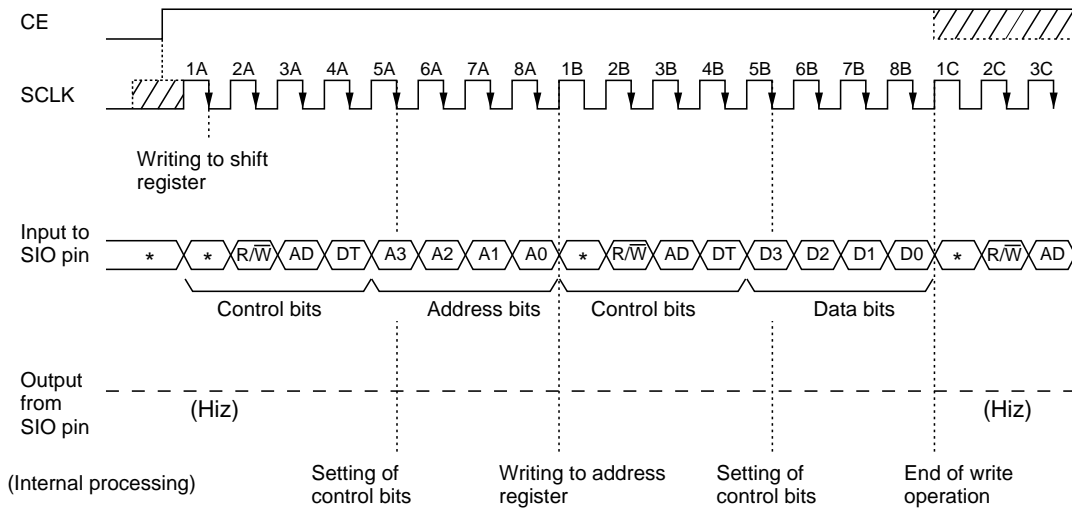 CE
1A 2A 3A 4A 5A 6A 7A 8A 1B 2B 3B 4B 5B 6B 7B 8B 1C 2C 3C
SCLK
Writing to shift
register
Input to
SIO pin
* * R/W̅ AD DT A3 A2 A1 A0 * R/W̅ AD DT D3 D2 D1 D0 * R/W̅ AD
Control bits Address bits Control bits Data bits
Output
from
SIO pin
(Hiz) (Hiz)
(Internal processing)
Setting of
control bits
Writing to address
register
Setting of
control bits
End of write
operation